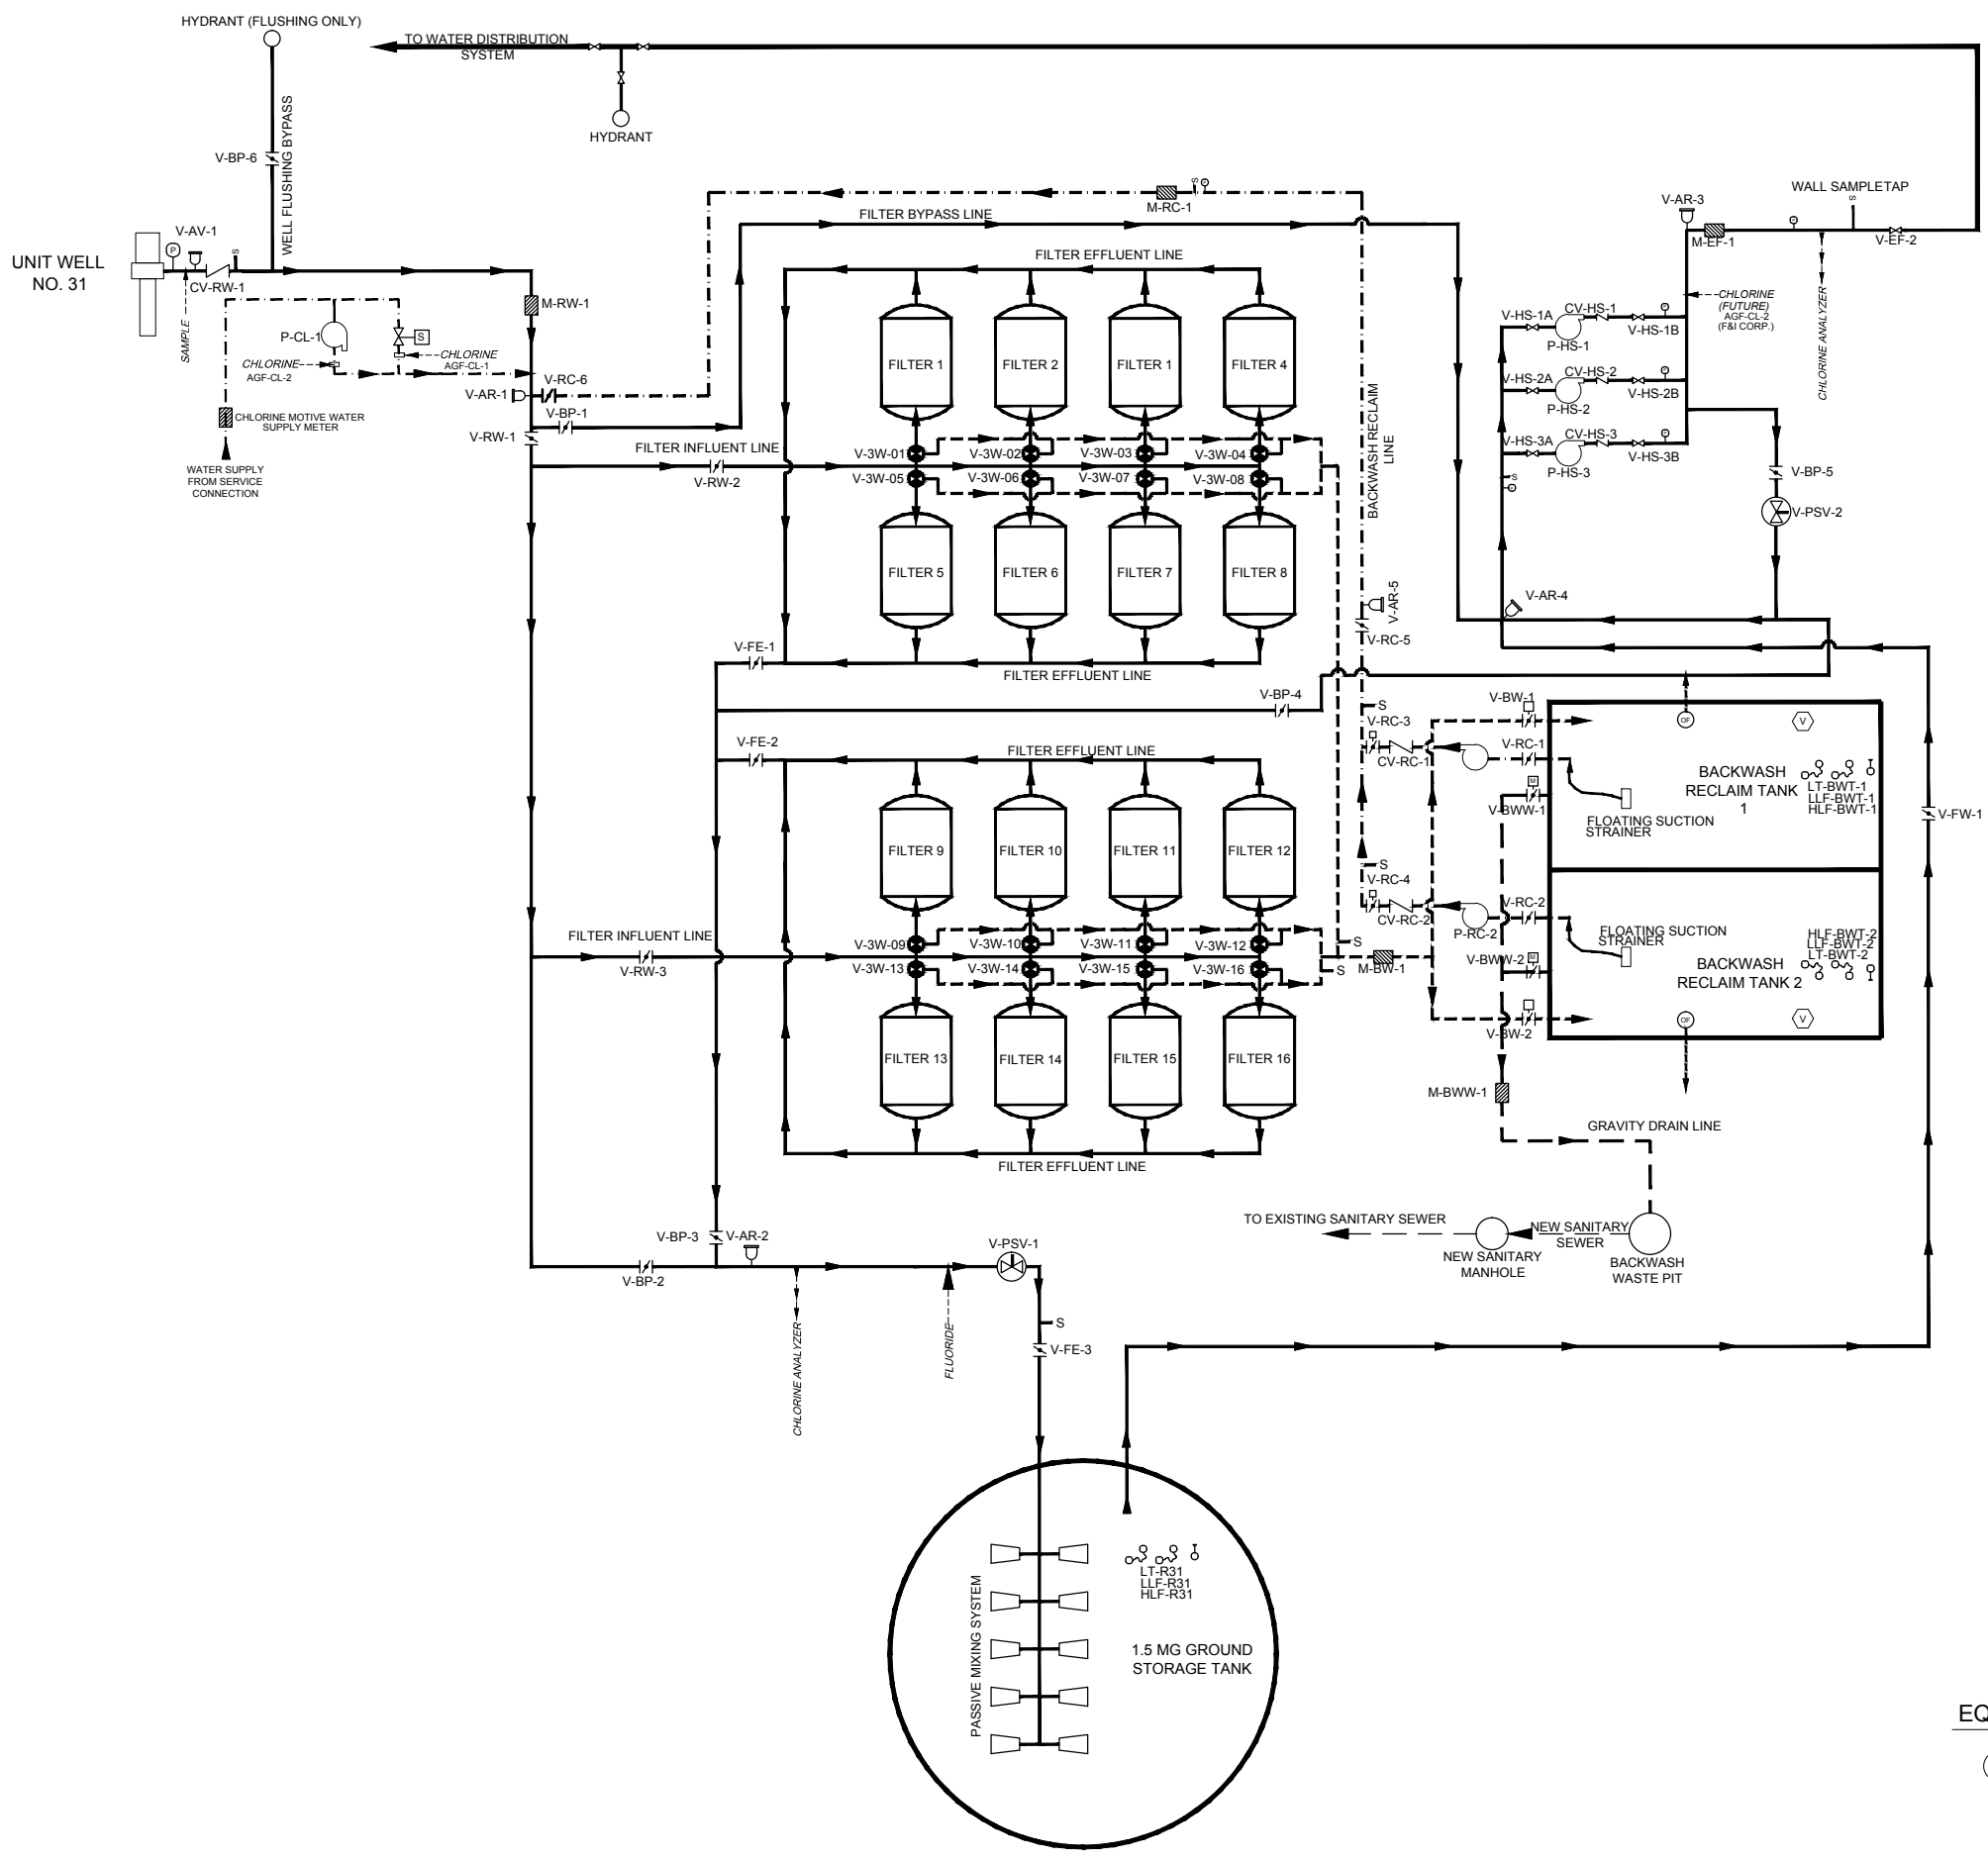 HYDRANT (FLUSHING ONLY)
TO WATER DISTRIBUTION
SYSTEM
HYDRANT
V-BP-6
WELL FLUSHING BYPASS
UNIT WELL
NO. 31
P
V-AV-1
S
CV-RW-1
SAMPLE
M-RW-1
P-CL-1
S
CHLORINE
AGF-CL-2
CHLORINE
AGF-CL-1
CHLORINE MOTIVE WATER
SUPPLY METER
WATER SUPPLY
FROM SERVICE
CONNECTION
V-AR-1
V-RC-6
V-BP-1
V-RW-1
M-RC-1
S
FILTER BYPASS LINE
FILTER EFFLUENT LINE
FILTER 1
FILTER 2
FILTER 1
FILTER 4
FILTER INFLUENT LINE
V-RW-2
V-3W-01
V-3W-02
V-3W-03
V-3W-04
V-3W-05
V-3W-06
V-3W-07
V-3W-08
FILTER 5
FILTER 6
FILTER 7
FILTER 8
FILTER EFFLUENT LINE
V-FE-1
BACKWASH RECLAIM
LINE
V-AR-5
V-RC-5
V-BP-4
V-AR-3
M-EF-1
WALL SAMPLETAP
S
V-EF-2
CHLORINE
(FUTURE)
AGF-CL-2
(F&I CORP.)
CHLORINE ANALYZER
V-HS-1A
CV-HS-1
P-HS-1
V-HS-1B
V-HS-2A
CV-HS-2
P-HS-2
V-HS-2B
V-HS-3A
CV-HS-3
P-HS-3
V-HS-3B
S
V-BP-5
V-PSV-2
V-AR-4
V-FE-2
FILTER EFFLUENT LINE
FILTER 9
FILTER 10
FILTER 11
FILTER 12
FILTER INFLUENT LINE
V-RW-3
V-3W-09
V-3W-10
V-3W-11
V-3W-12
V-3W-13
V-3W-14
V-3W-15
V-3W-16
FILTER 13
FILTER 14
FILTER 15
FILTER 16
FILTER EFFLUENT LINE
S
S
M-BW-1
S
V-RC-3
CV-RC-1
S
V-RC-4
CV-RC-2
P-RC-2
V-BW-1
V-RC-1
M
V-BWW-1
OF
V
BACKWASH
RECLAIM TANK
1
LT-BWT-1
LLF-BWT-1
HLF-BWT-1
FLOATING SUCTION
STRAINER
V-FW-1
V-RC-2
M
V-BWW-2
V-BW-2
FLOATING SUCTION
STRAINER
HLF-BWT-2
LLF-BWT-2
LT-BWT-2
BACKWASH
RECLAIM TANK 2
OF
V
M-BWW-1
GRAVITY DRAIN LINE
TO EXISTING SANITARY SEWER
NEW SANITARY
SEWER
NEW SANITARY
MANHOLE
BACKWASH
WASTE PIT
V-BP-3
V-AR-2
V-BP-2
V-PSV-1
CHLORINE ANALYZER
FLUORIDE
S
V-FE-3
PASSIVE MIXING SYSTEM
LT-R31
LLF-R31
HLF-R31
1.5 MG GROUND
STORAGE TANK
EQ